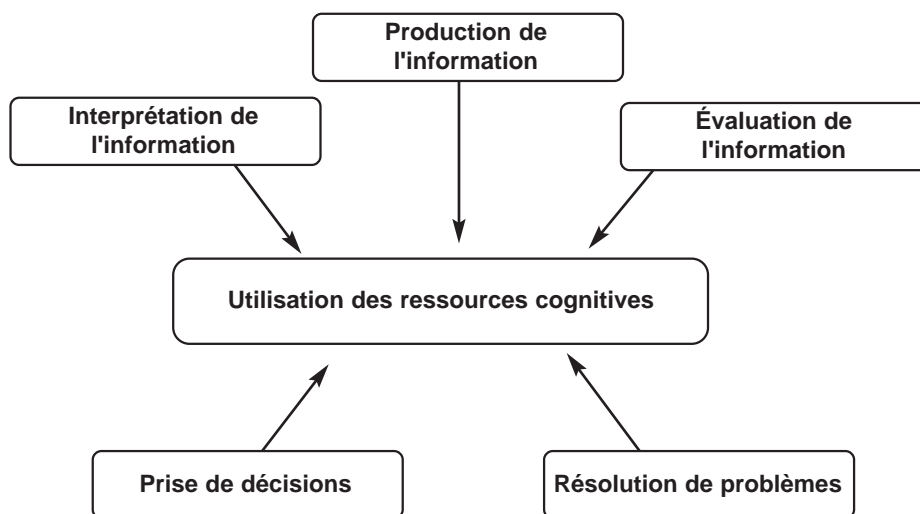 Production de
l'information
Interprétation de
l'information
Évaluation de
l'information
Utilisation des ressources cognitives
Prise de décisions
Résolution de problèmes